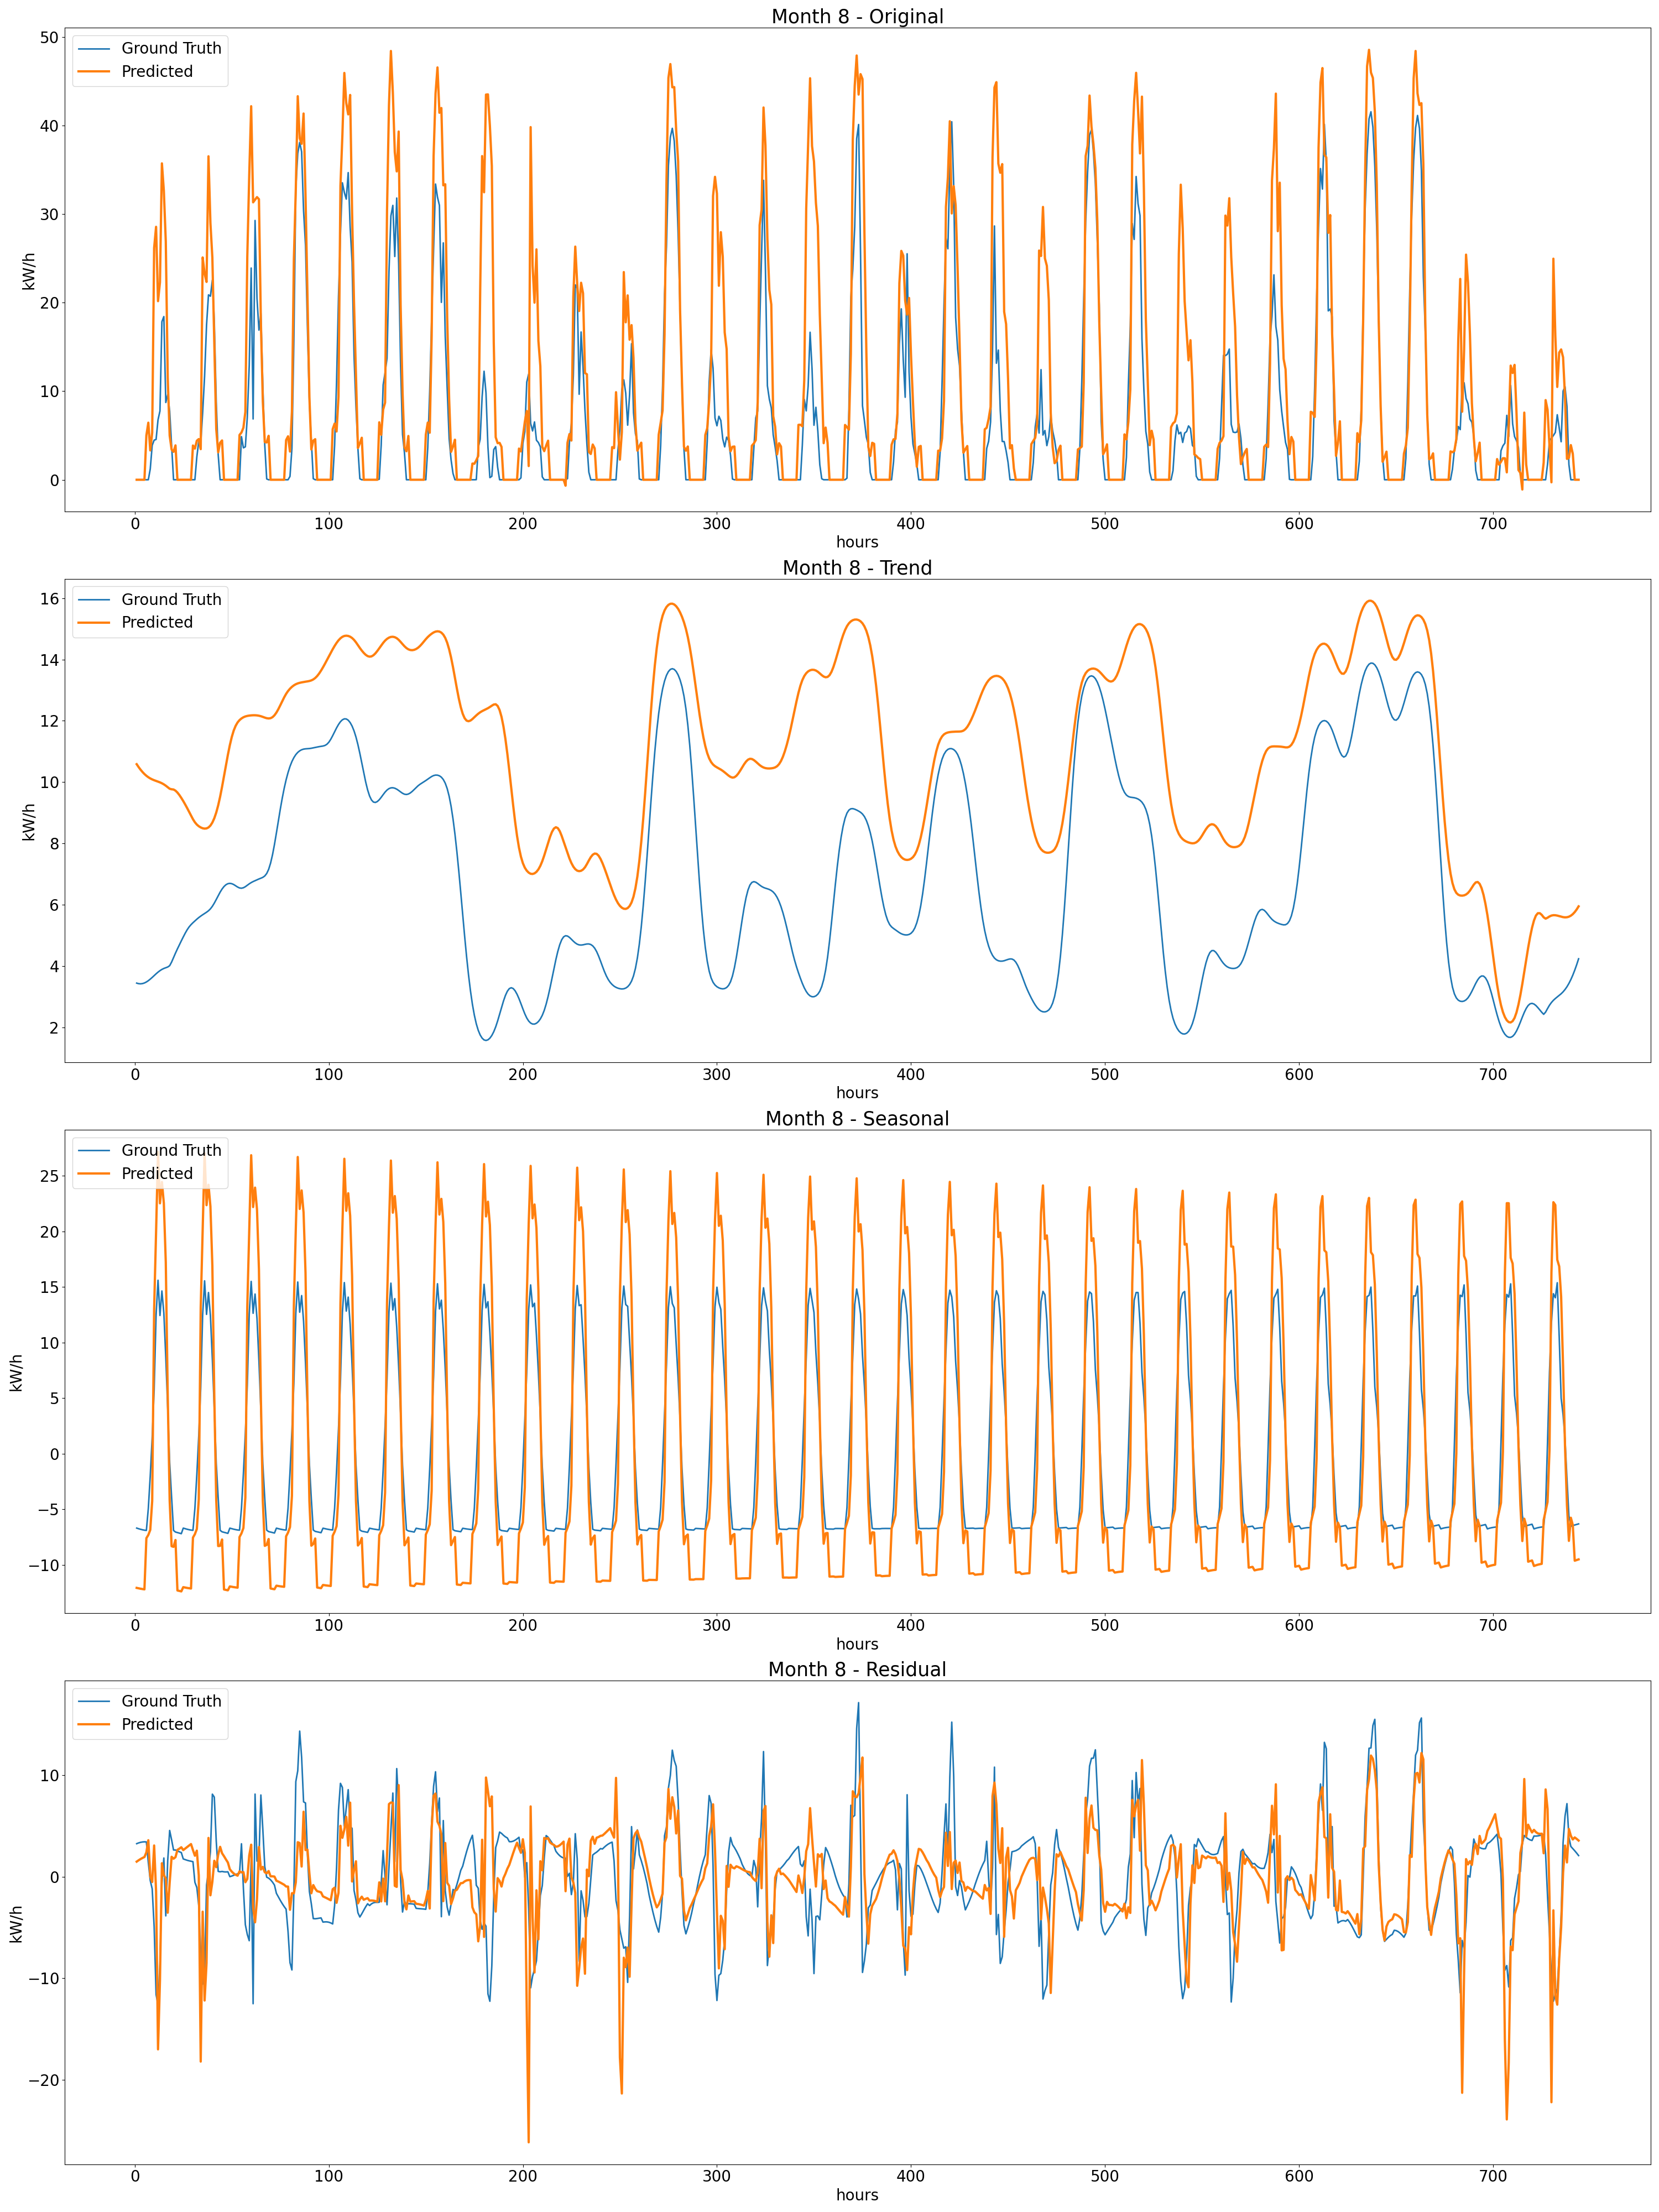 Month 8 - Original
Ground Truth
Predicted
kW/h
50
40
30
20
10
0
0 100 200 300 400 500 600 700
hours
Month 8 - Trend
Ground Truth
Predicted
kW/h
16
14
12
10
8
6
4
2
0 100 200 300 400 500 600 700
hours
Month 8 - Seasonal
Ground Truth
Predicted
kW/h
25
20
15
10
5
0
−5
−10
0 100 200 300 400 500 600 700
hours
Month 8 - Residual
Ground Truth
Predicted
kW/h
10
0
−10
−20
0 100 200 300 400 500 600 700
hours